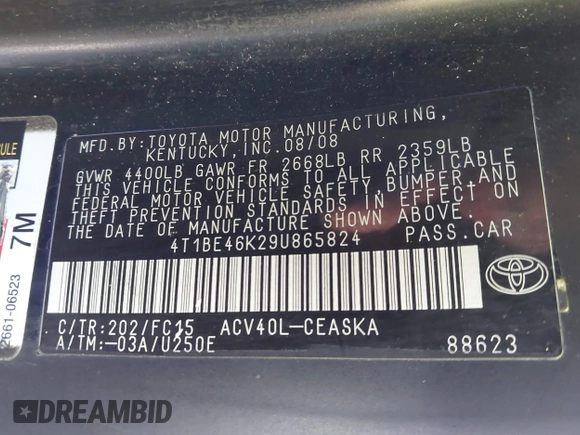 MFD. BY: TOYOTA MOTOR MANUFACTURING,
KENTUCKY, INC. 08/08
GVWR 4400LB GAWR FR 2668LB RR 2359LB
THIS VEHICLE CONFORMS TO ALL APPLICABLE
FEDERAL MOTOR VEHICLE SAFETY, BUMPER, AND
THEFT PREVENTION STANDARDS IN EFFECT ON
THE DATE OF MANUFACTURE SHOWN ABOVE.
4T1BE46K29U865824 PASS. CAR
C/TR:202/FC15 ACV40L-CEASKA
A/TM:-03A/U250E 88623
7M
2661-06523
DREAMBID